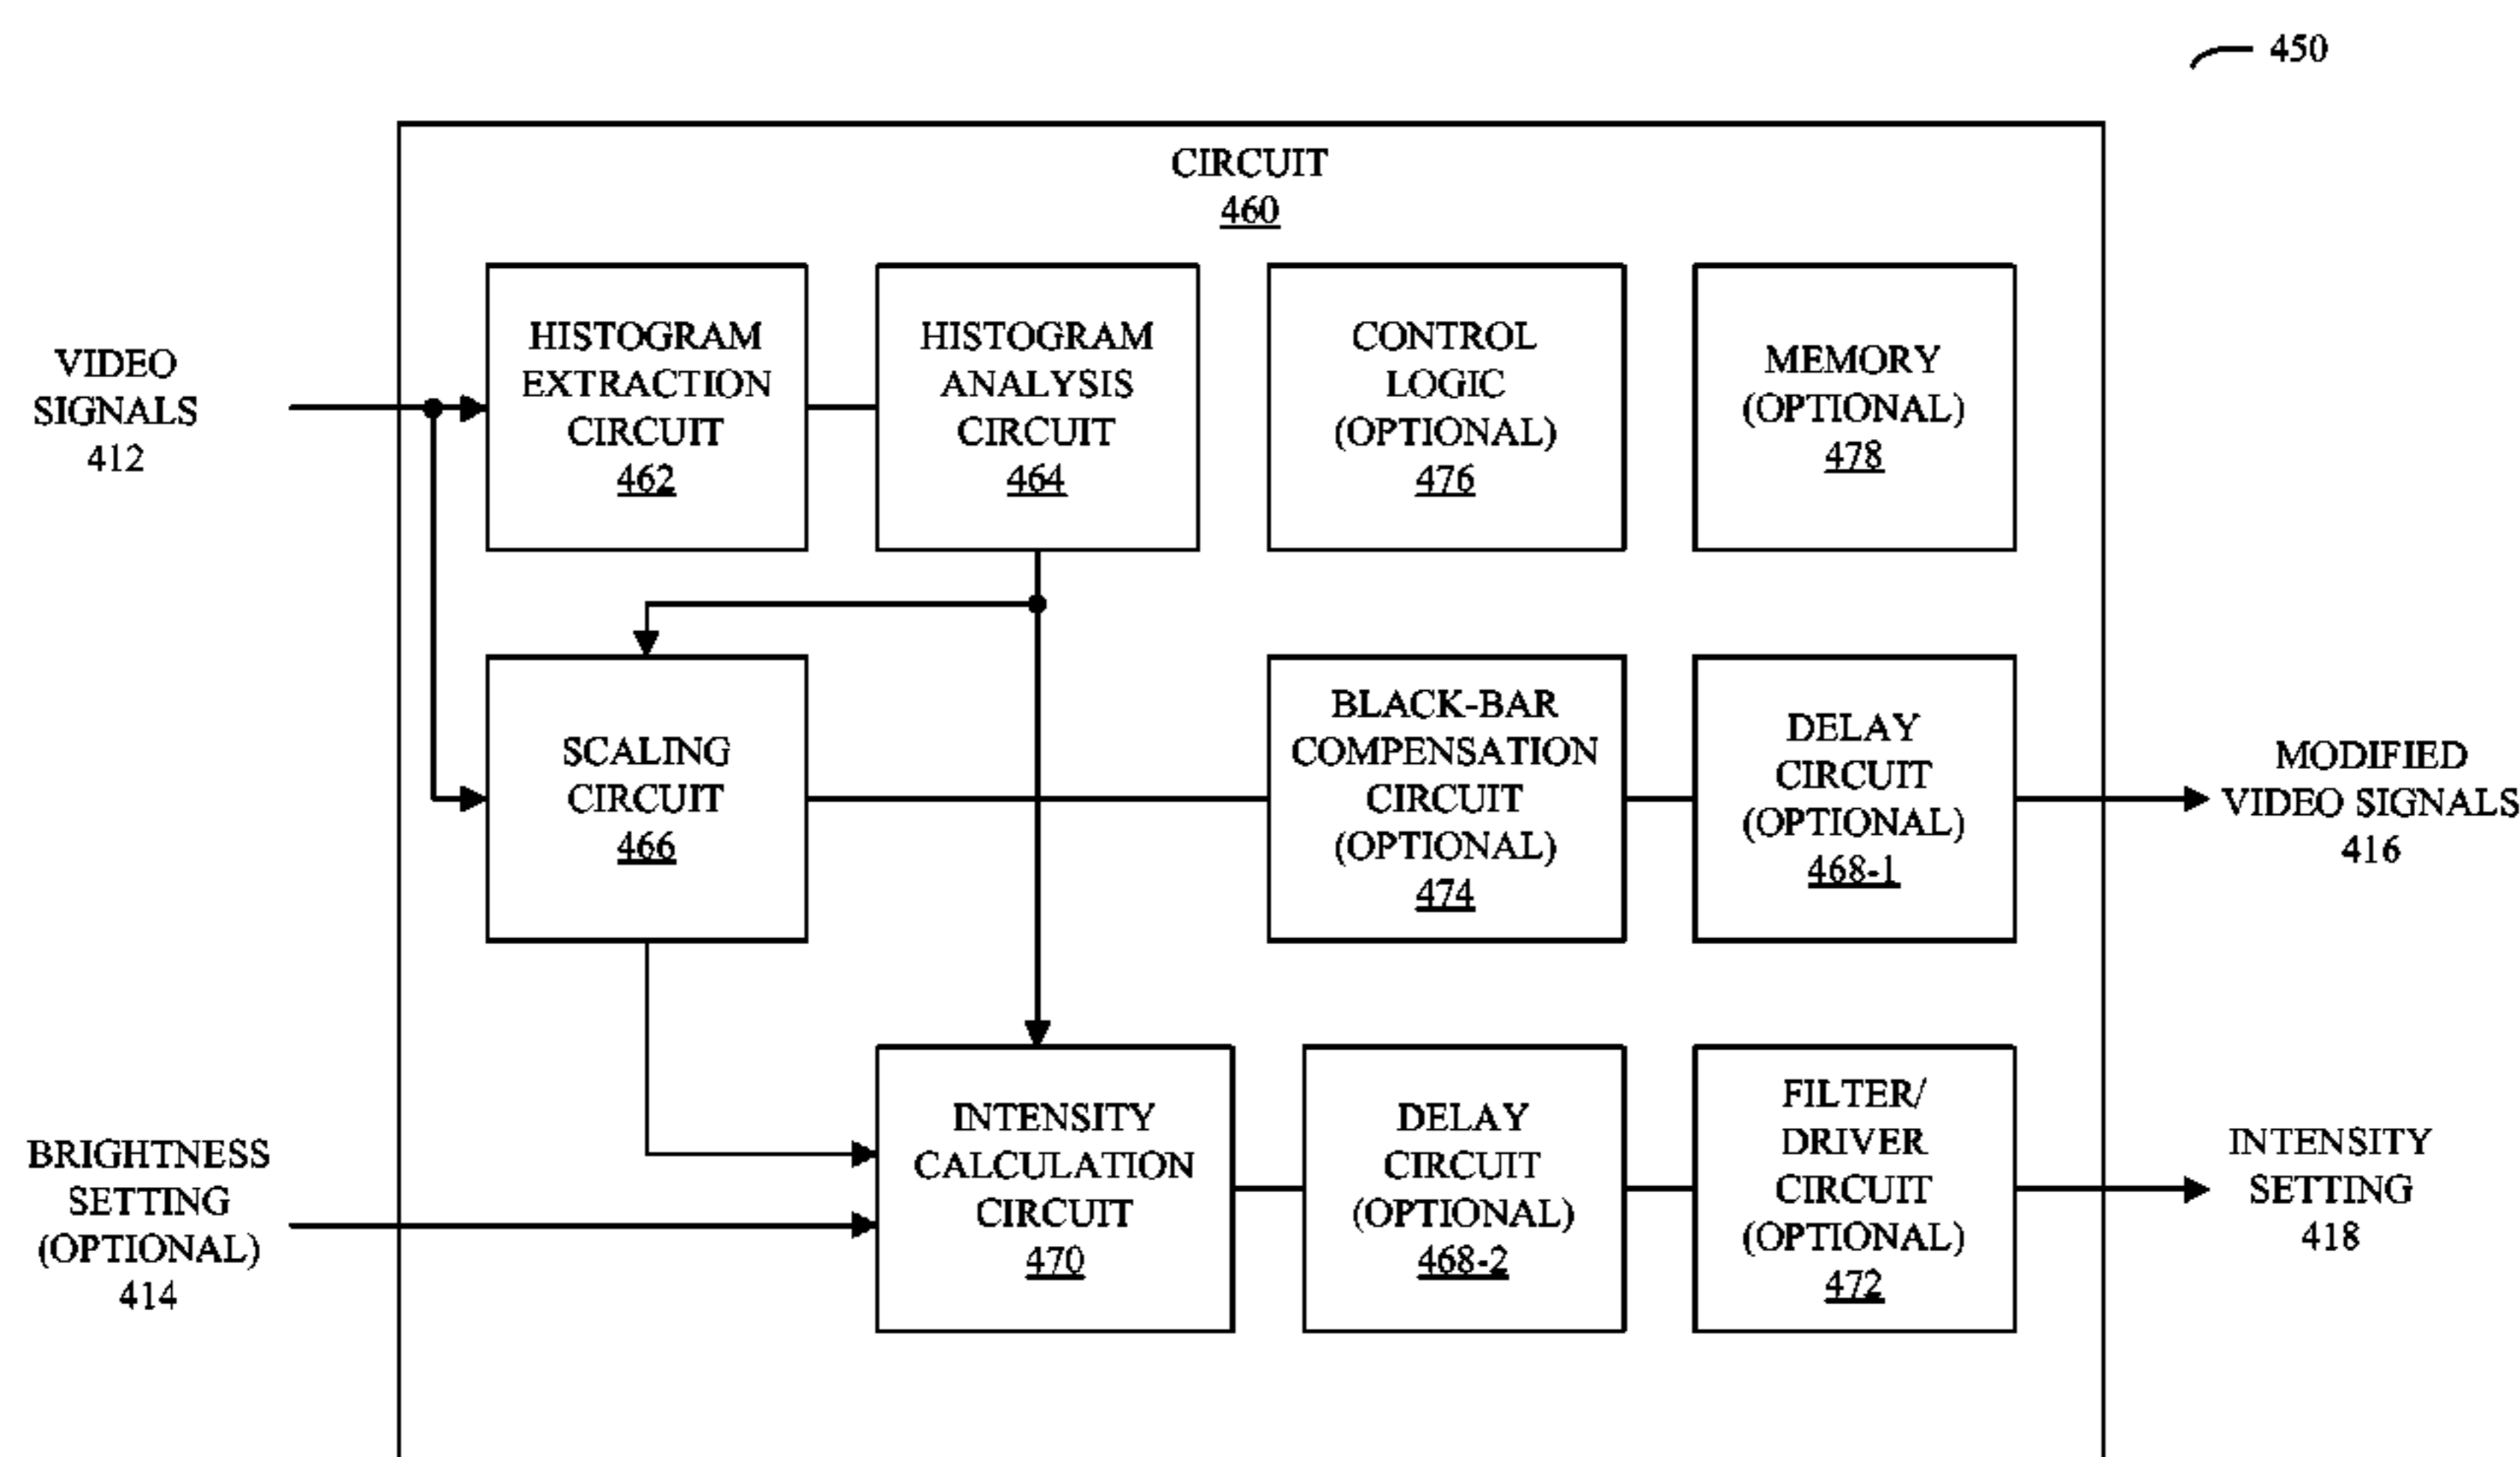 450
CIRCUIT
460
VIDEO
SIGNALS
412
HISTOGRAM
EXTRACTION
CIRCUIT
462
HISTOGRAM
ANALYSIS
CIRCUIT
464
CONTROL
LOGIC
(OPTIONAL)
476
MEMORY
(OPTIONAL)
478
SCALING
CIRCUIT
466
BLACK-BAR
COMPENSATION
CIRCUIT
(OPTIONAL)
474
DELAY
CIRCUIT
(OPTIONAL)
468-1
MODIFIED
VIDEO SIGNALS
416
BRIGHTNESS
SETTING
(OPTIONAL)
414
INTENSITY
CALCULATION
CIRCUIT
470
DELAY
CIRCUIT
(OPTIONAL)
468-2
FILTER/
DRIVER
CIRCUIT
(OPTIONAL)
472
INTENSITY
SETTING
418